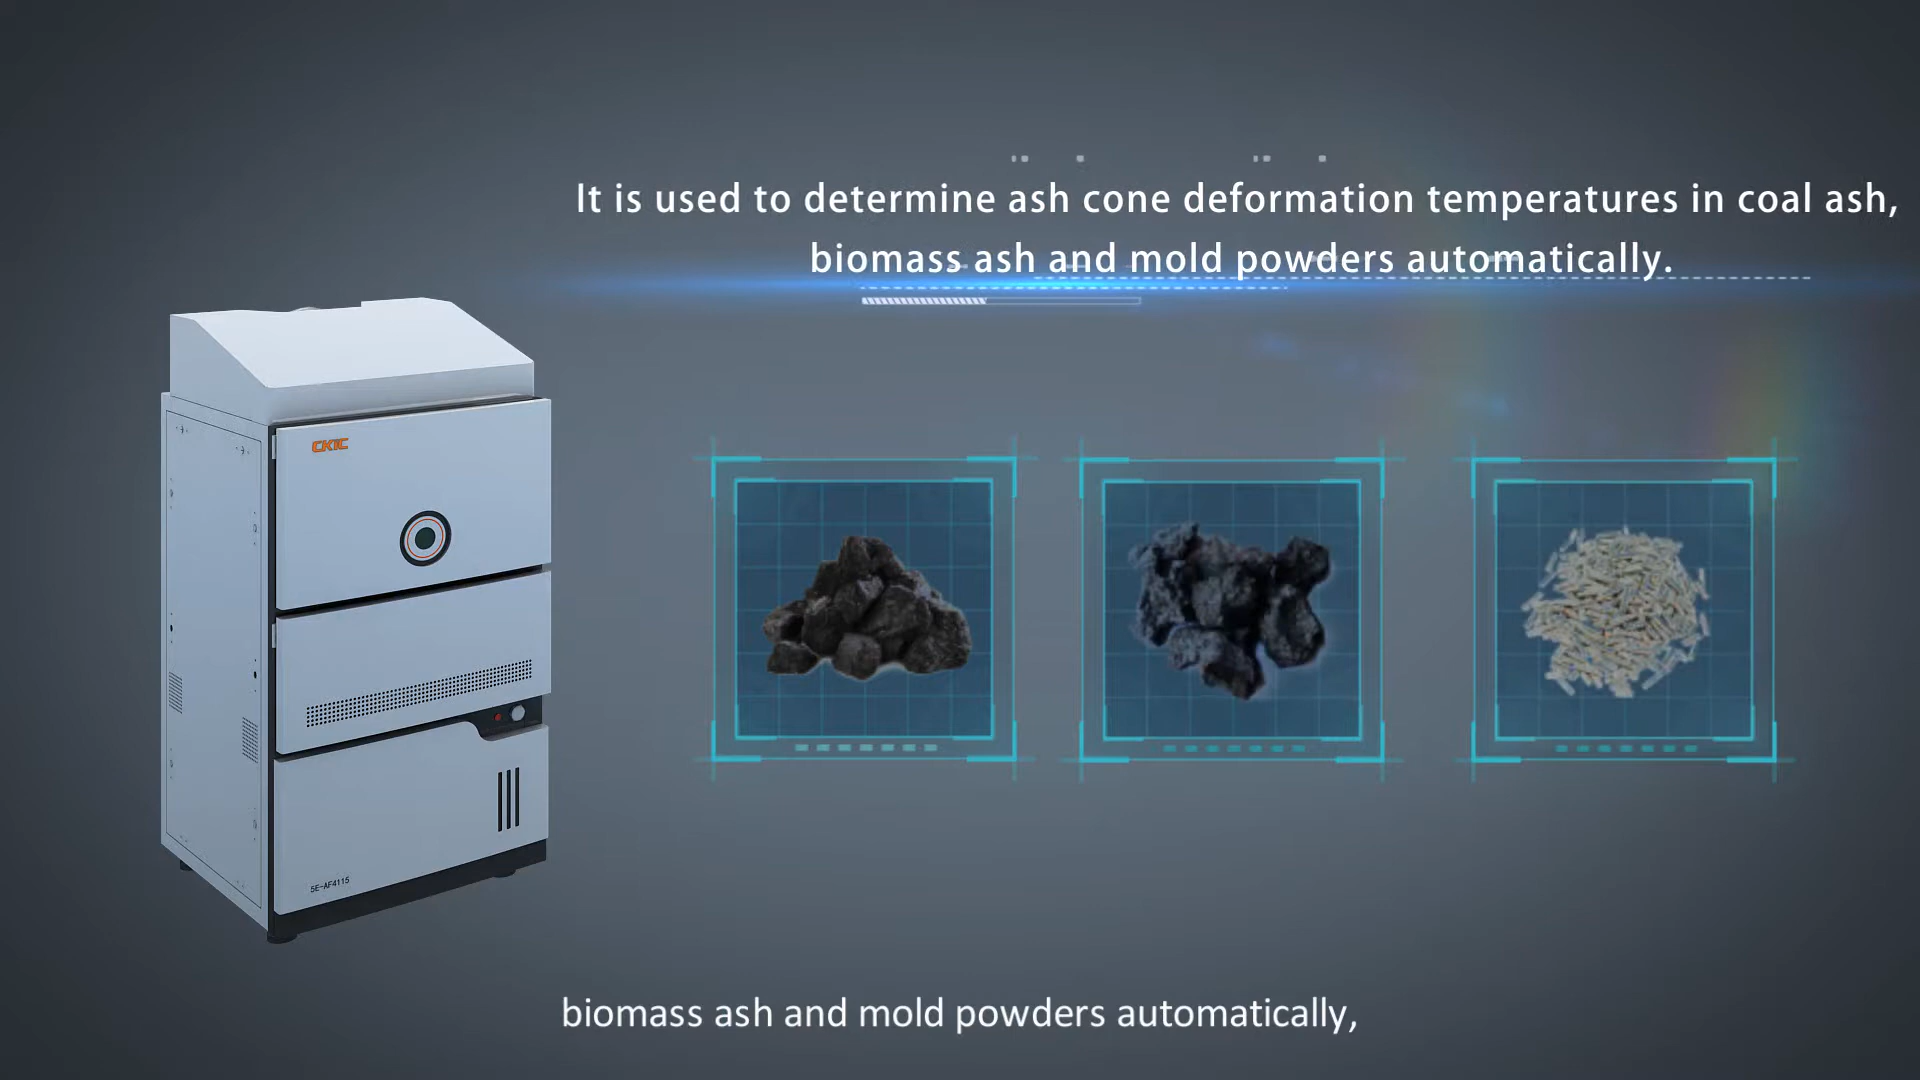 It is used to determine ash cone deformation temperatures in coal ash,
biomass ash and mold powders automatically.
CKIC
5E-AF4115
biomass ash and mold powders automatically,